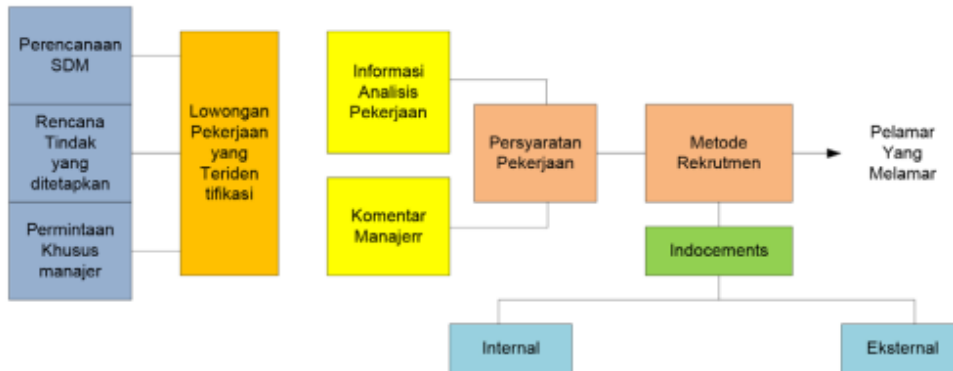 Perencanaan
SDM
Rencana
Tindak
yang
ditetapkan
Permintaan
Khusus
manajer
Lowongan
Pekerjaan
yang
Teriden
tifikasi
Informasi
Analisis
Pekerjaan
Komentar
Manajerr
Persyaratan
Pekerjaan
Metode
Rekrutmen
Pelamar
Yang
Melamar
Indocements
Internal
Eksternal